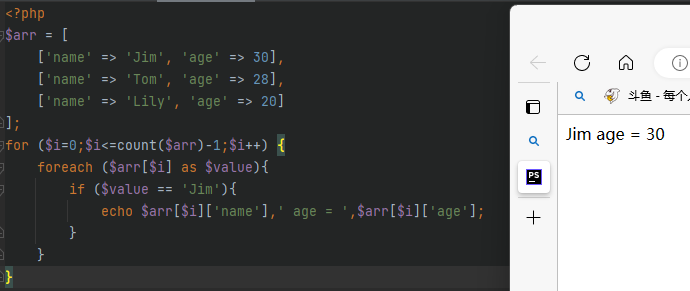 <?php
$arr = [
    ['name' => 'Jim', 'age' => 30],
    ['name' => 'Tom', 'age' => 28],
    ['name' => 'Lily', 'age' => 20]
];
for ($i=0;$i<=count($arr)-1;$i++) {
    foreach ($arr[$i] as $value){
        if ($value == 'Jim'){
            echo $arr[$i]['name'],' age = ',$arr[$i]['age'];
        }
    }
}
斗鱼 - 每个
Jim age = 30
PS